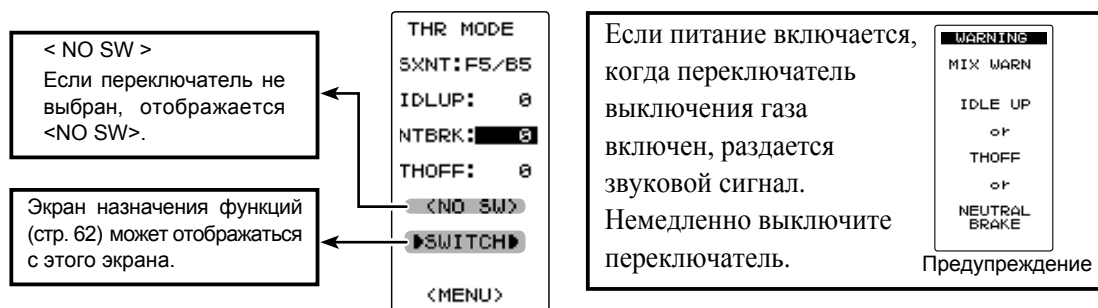 < NO SW >
Если переключатель не
выбран, отображается
<NO SW>.
Экран назначения функций
(стр. 62) может отображаться
с этого экрана.
THR MODE
SXNT:F5/B5
IDLUP: 0
NTBRK: 0
THOFF: 0
<NO SW>
▶SWITCH▶
<MENU>
Если питание включается,
когда переключатель
выключения газа
включен, раздается
звуковой сигнал.
Немедленно выключите
переключатель.
WARNING
MIX WARN
IDLE UP
or
THOFF
or
NEUTRAL
BRAKE
Предупреждение